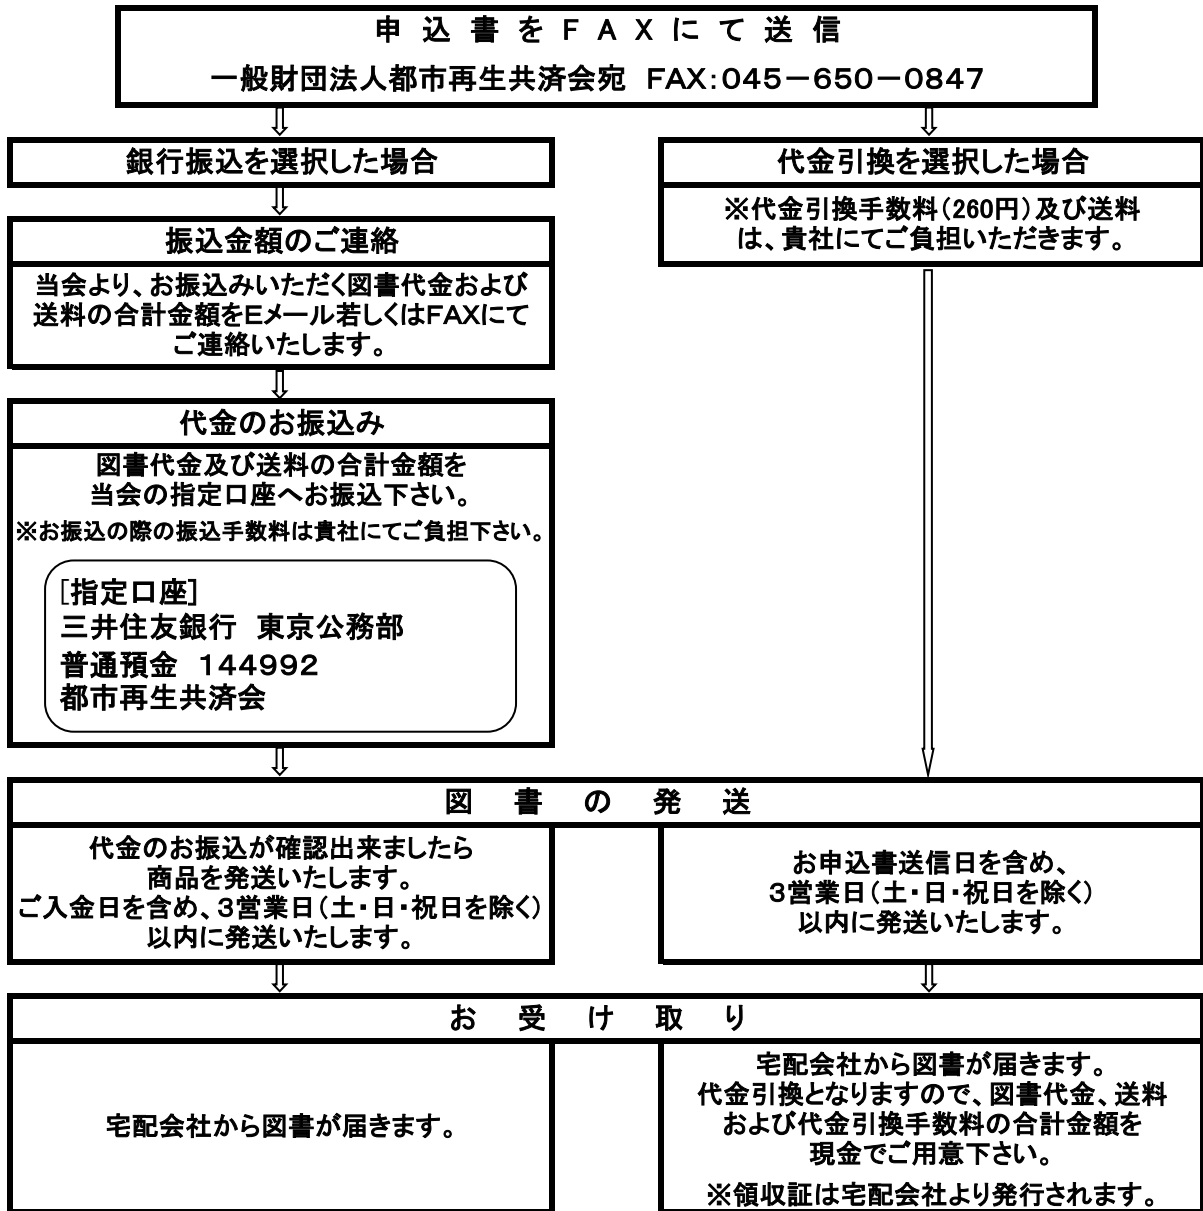 申込書をFAXにて送信
一般財団法人都市再生共済会宛 FAX:045-650-0847
銀行振込を選択した場合
振込金額のご連絡
当会より、お振込みいただく図書代金および
送料の合計金額をEメール若しくはFAXにて
ご連絡いたします。
代金のお振込み
図書代金及び送料の合計金額を
当会の指定口座へお振込下さい。
※お振込の際の振込手数料は貴社にてご負担下さい。
[指定口座]
三井住友銀行 東京公務部
普通預金 144992
都市再生共済会
代金引換を選択した場合
※代金引換手数料(260円)及び送料
は、貴社にてご負担いただきます。
図書の発送
代金のお振込が確認出来ましたら
商品を発送いたします。
ご入金日を含め、3営業日(土・日・祝日を除く)
以内に発送いたします。
お申込書送信日を含め、
3営業日(土・日・祝日を除く)
以内に発送いたします。
お受け取り
宅配会社から図書が届きます。
宅配会社から図書が届きます。
代金引換となりますので、図書代金、送料
および代金引換手数料の合計金額を
現金でご用意下さい。
※領収証は宅配会社より発行されます。